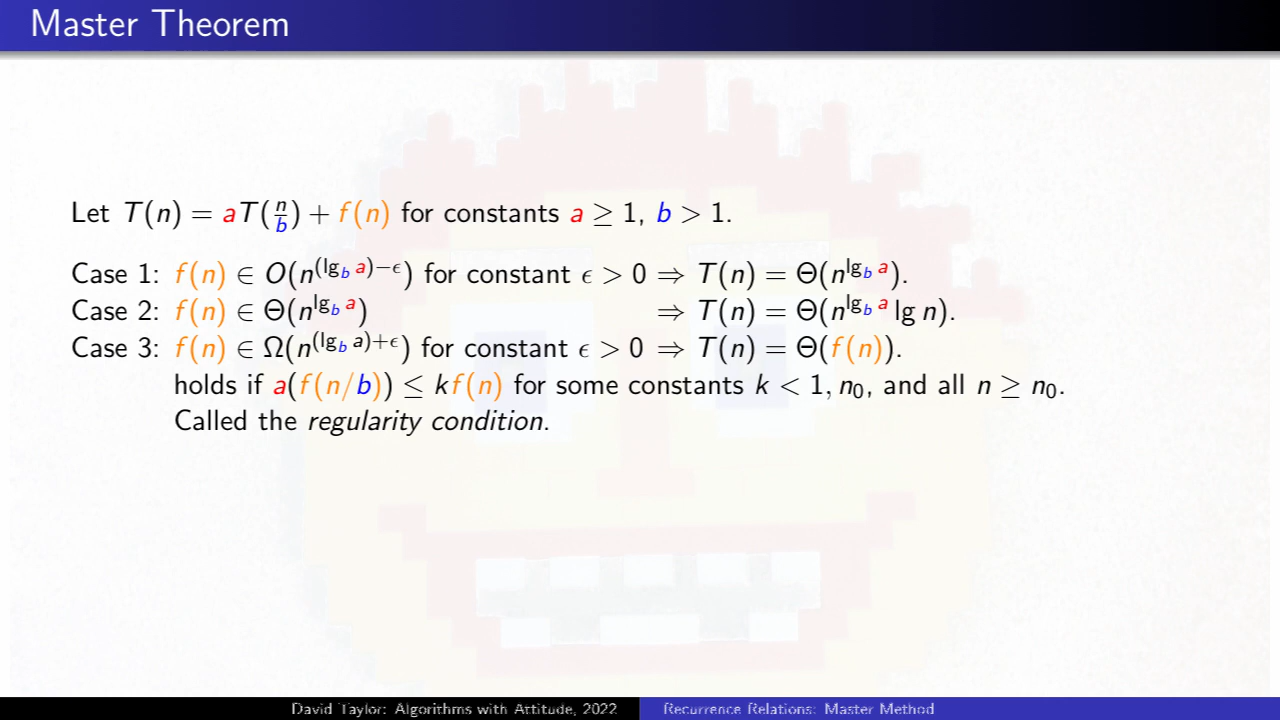 Master Theorem
Let T(n) = aT(n/b) + f(n) for constants a ≥ 1, b > 1.
Case 1: f(n) ∈ O(n^{(lg_b a)−ϵ}) for constant ϵ > 0 ⇒ T(n) = Θ(n^{lg_b a}).
Case 2: f(n) ∈ Θ(n^{lg_b a}) ⇒ T(n) = Θ(n^{lg_b a} lg n).
Case 3: f(n) ∈ Ω(n^{(lg_b a)+ϵ}) for constant ϵ > 0 ⇒ T(n) = Θ(f(n)).
holds if a(f(n/b)) ≤ kf(n) for some constants k < 1, n₀, and all n ≥ n₀.
Called the regularity condition.
David Taylor: Algorithms with Attitude, 2022 Recurrence Relations: Master Method